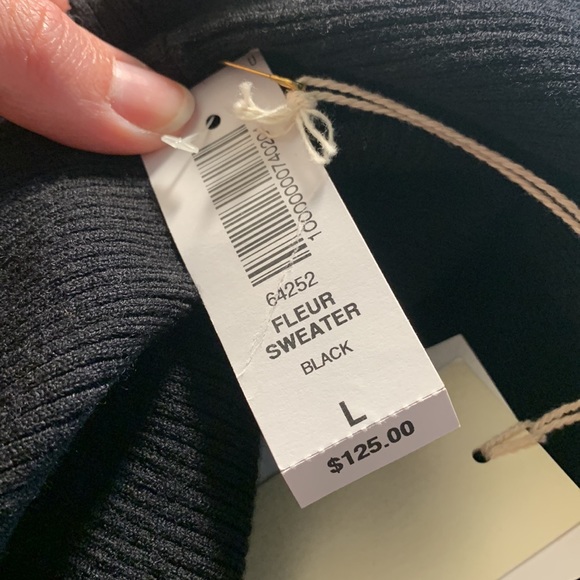 64252
FLEUR
SWEATER
BLACK
L
$125.00